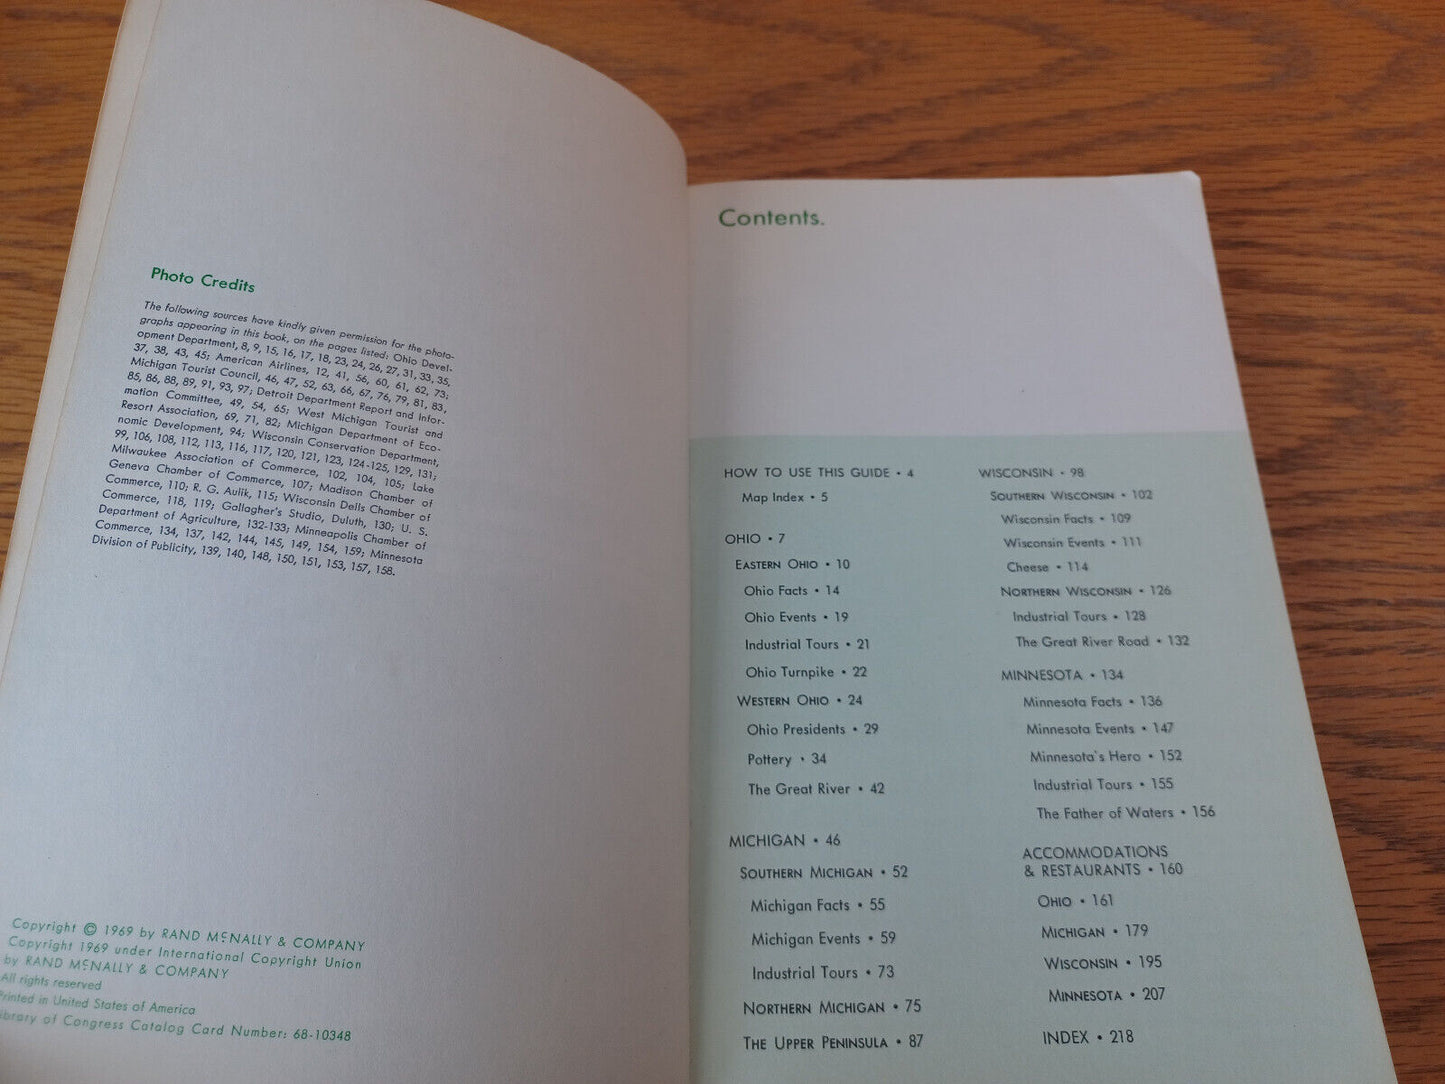 Photo Credits
The following sources have kindly given permission for the photo-
graphs appearing in this book, on the pages listed: Ohio Devel-
opment Department, 8, 9, 15, 16, 17, 18, 23, 24, 26, 27, 31, 33, 35,
37, 38, 43, 45; American Airlines, 12, 41, 56, 60, 61, 62, 73;
Michigan Tourist Council, 46, 47, 52, 63, 66, 67, 76, 79, 81, 83,
85, 86, 88, 89, 91, 93, 97; Detroit Department Report and Infor-
mation Committee, 49, 54, 65; West Michigan Tourist and
Resort Association, 69, 71, 82; Michigan Department of Eco-
nomic Development, 94; Wisconsin Conservation Department,
99, 106, 108, 112, 113, 116, 117, 120, 121, 123, 124-125, 129, 131;
Milwaukee Association of Commerce, 102, 104, 105; Lake
Geneva Chamber of Commerce, 107; Madison Chamber of
Commerce, 110; R. G. Aulik, 115; Wisconsin Dells Chamber of
Commerce, 118, 119; Gallagher's Studio, Duluth, 130; U. S.
Department of Agriculture, 132-133; Minneapolis Chamber of
Commerce, 134, 137, 142, 144, 145, 149, 154, 159; Minnesota
Division of Publicity, 139, 140, 148, 150, 151, 153, 157, 158.
Copyright © 1969 by RAND McNALLY & COMPANY
Copyright 1969 under International Copyright Union
by RAND McNALLY & COMPANY
All rights reserved
Printed in United States of America
Library of Congress Catalog Card Number: 68-10348
Contents.
HOW TO USE THIS GUIDE • 4
Map Index • 5
OHIO • 7
EASTERN OHIO • 10
Ohio Facts • 14
Ohio Events • 19
Industrial Tours • 21
Ohio Turnpike • 22
WESTERN OHIO • 24
Ohio Presidents • 29
Pottery • 34
The Great River • 42
MICHIGAN • 46
SOUTHERN MICHIGAN • 52
Michigan Facts • 55
Michigan Events • 59
Industrial Tours • 73
NORTHERN MICHIGAN • 75
THE UPPER PENINSULA • 87
WISCONSIN • 98
SOUTHERN WISCONSIN • 102
Wisconsin Facts • 109
Wisconsin Events • 111
Cheese • 114
NORTHERN WISCONSIN • 126
Industrial Tours • 128
The Great River Road • 132
MINNESOTA • 134
Minnesota Facts • 136
Minnesota Events • 147
Minnesota's Hero • 152
Industrial Tours • 155
The Father of Waters • 156
ACCOMMODATIONS
& RESTAURANTS • 160
OHIO • 161
MICHIGAN • 179
WISCONSIN • 195
MINNESOTA • 207
INDEX • 218